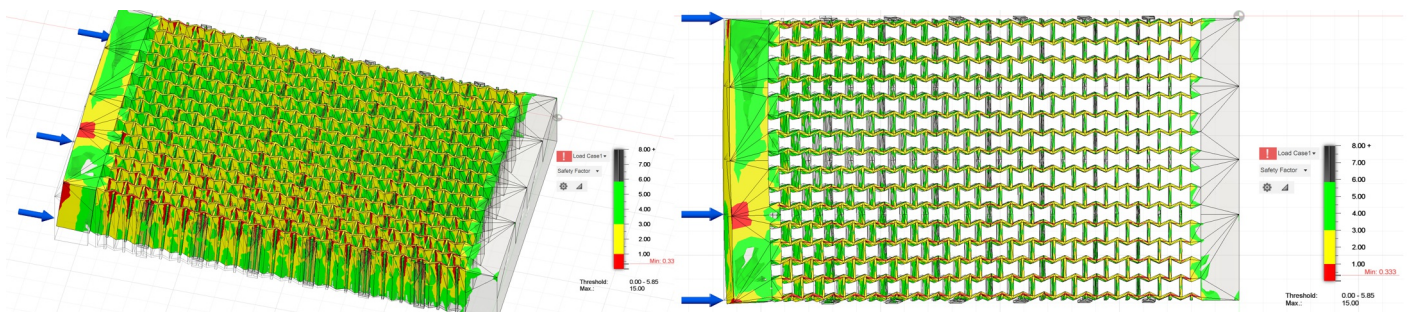 ! Load Case1
Safety Factor
8.00 +
7.00
6.00
5.00
4.00
3.00
2.00
1.00
Min: 0.33
Threshold: 0.00 - 5.85
Max.: 15.00
! Load Case1
Safety Factor
8.00 +
7.00
6.00
5.00
4.00
3.00
2.00
1.00
Min: 0.333
Threshold: 0.00 - 5.85
Max.: 15.00